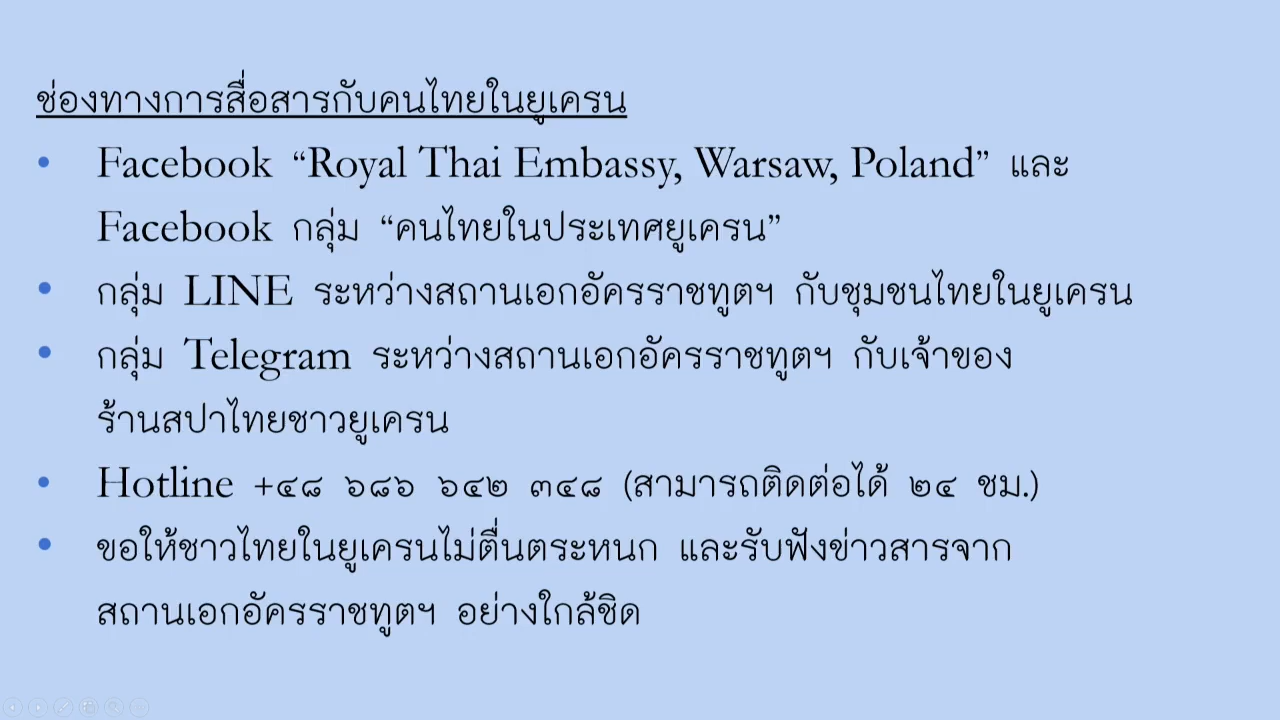 ช่องทางการสื่อสารกับคนไทยในยูเครน
• Facebook “Royal Thai Embassy, Warsaw, Poland” และ
Facebook กลุ่ม “คนไทยในประเทศยูเครน”
• กลุ่ม LINE ระหว่างสถานเอกอัครราชทูตฯ กับชุมชนไทยในยูเครน
• กลุ่ม Telegram ระหว่างสถานเอกอัครราชทูตฯ กับเจ้าของ
ร้านสปาไทยชาวยูเครน
• Hotline +๔๘ ๖๘๖ ๖๔๒ ๓๔๘ (สามารถติดต่อได้ ๒๔ ชม.)
• ขอให้ชาวไทยในยูเครนไม่ตื่นตระหนก และรับฟังข่าวสารจาก
สถานเอกอัครราชทูตฯ อย่างใกล้ชิด